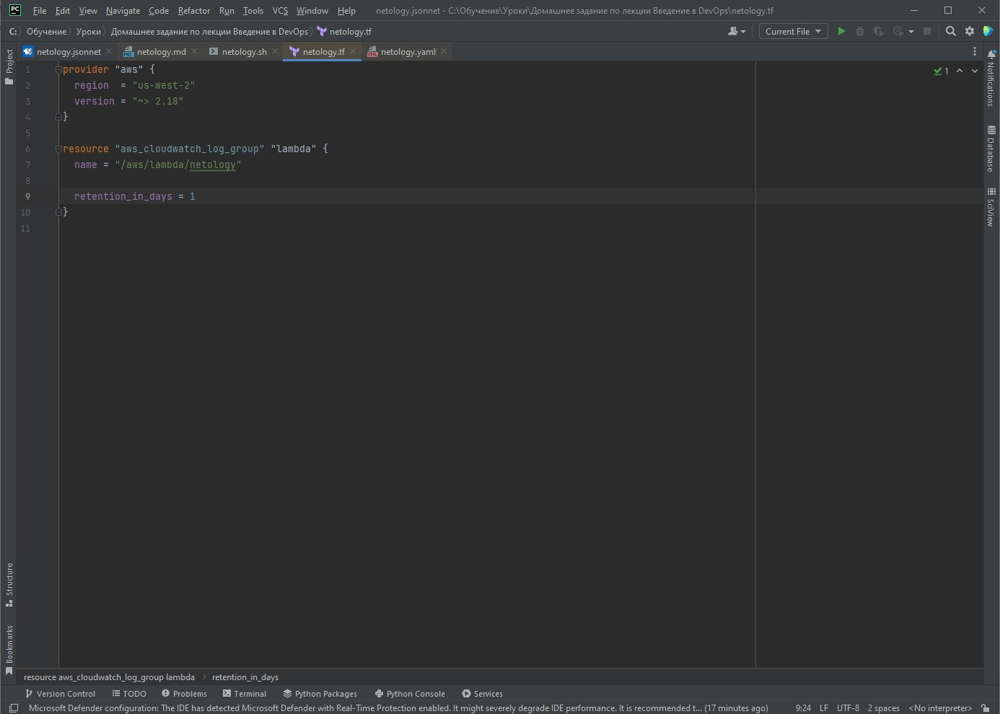 PC File Edit View Navigate Code Refactor Run Tools VCS Window Help netology.jsonnet - C:\Обучение\Уроки\Домашнее задание по лекции Введение в DevOps\netology.tf
C: Обучение Уроки Домашнее задание по лекции Введение в DevOps netology.tf Current File
netology.jsonnet netology.md netology.sh netology.tf netology.yaml
Project
Notifications
Database
SciView
1 provider "aws" {
2 region  = "us-west-2"
3 version = "~> 2.18"
4 }
5
6 resource "aws_cloudwatch_log_group" "lambda" {
7 name = "/aws/lambda/netology"
8
9 retention_in_days = 1
10 }
11
1
Structure
Bookmarks
resource aws_cloudwatch_log_group lambda retention_in_days
Version Control TODO Problems Terminal Python Packages Python Console Services
Microsoft Defender configuration: The IDE has detected Microsoft Defender with Real-Time Protection enabled. It might severely degrade IDE performance. It is recommended t... (17 minutes ago) 9:24 LF UTF-8 2 spaces <No interpreter>